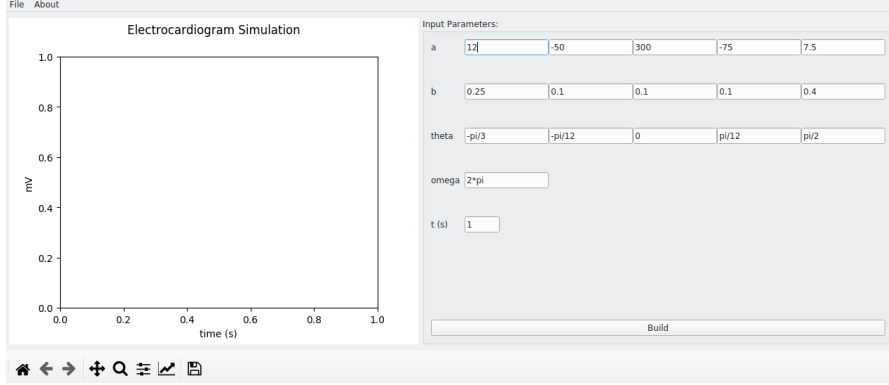 File About
Electrocardiogram Simulation
1.0
0.8
0.6
0.4
0.2
0.0
mV
0.0 0.2 0.4 0.6 0.8 1.0
time (s)
Input Parameters:
a 12 -50 300 -75 7.5
b 0.25 0.1 0.1 0.1 0.4
theta -pi/3 -pi/12 0 pi/12 pi/2
omega 2*pi
t (s) 1
Build